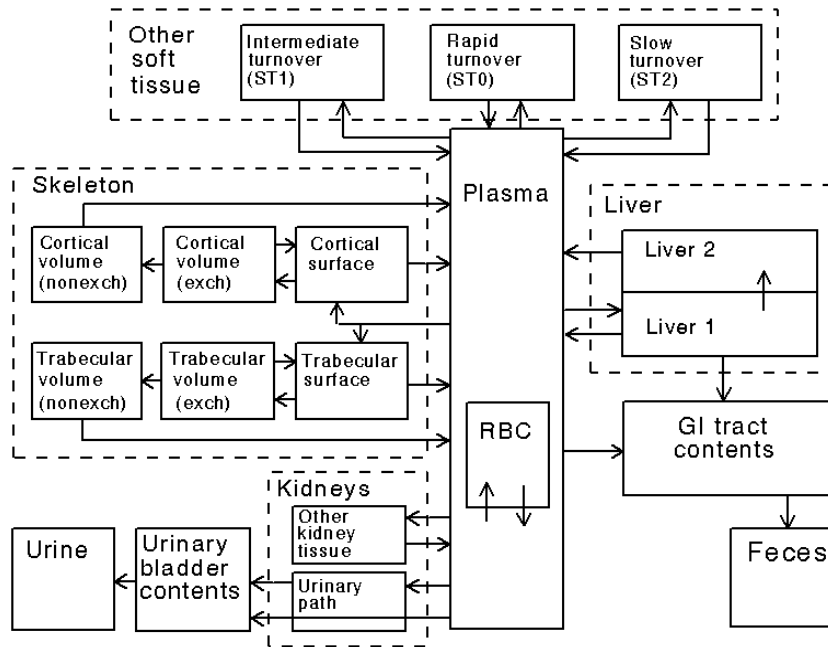 Other
soft
tissue
Intermediate
turnover
(ST1)
Rapid
turnover
(ST0)
Slow
turnover
(ST2)
Skeleton
Plasma
Liver
Cortical
volume
(nonexch)
Cortical
volume
(exch)
Cortical
surface
Liver 2
Liver 1
Trabecular
volume
(nonexch)
Trabecular
volume
(exch)
Trabecular
surface
RBC
GI tract
contents
Kidneys
Other
kidney
tissue
Urinary
path
Urine
Urinary
bladder
contents
Feces